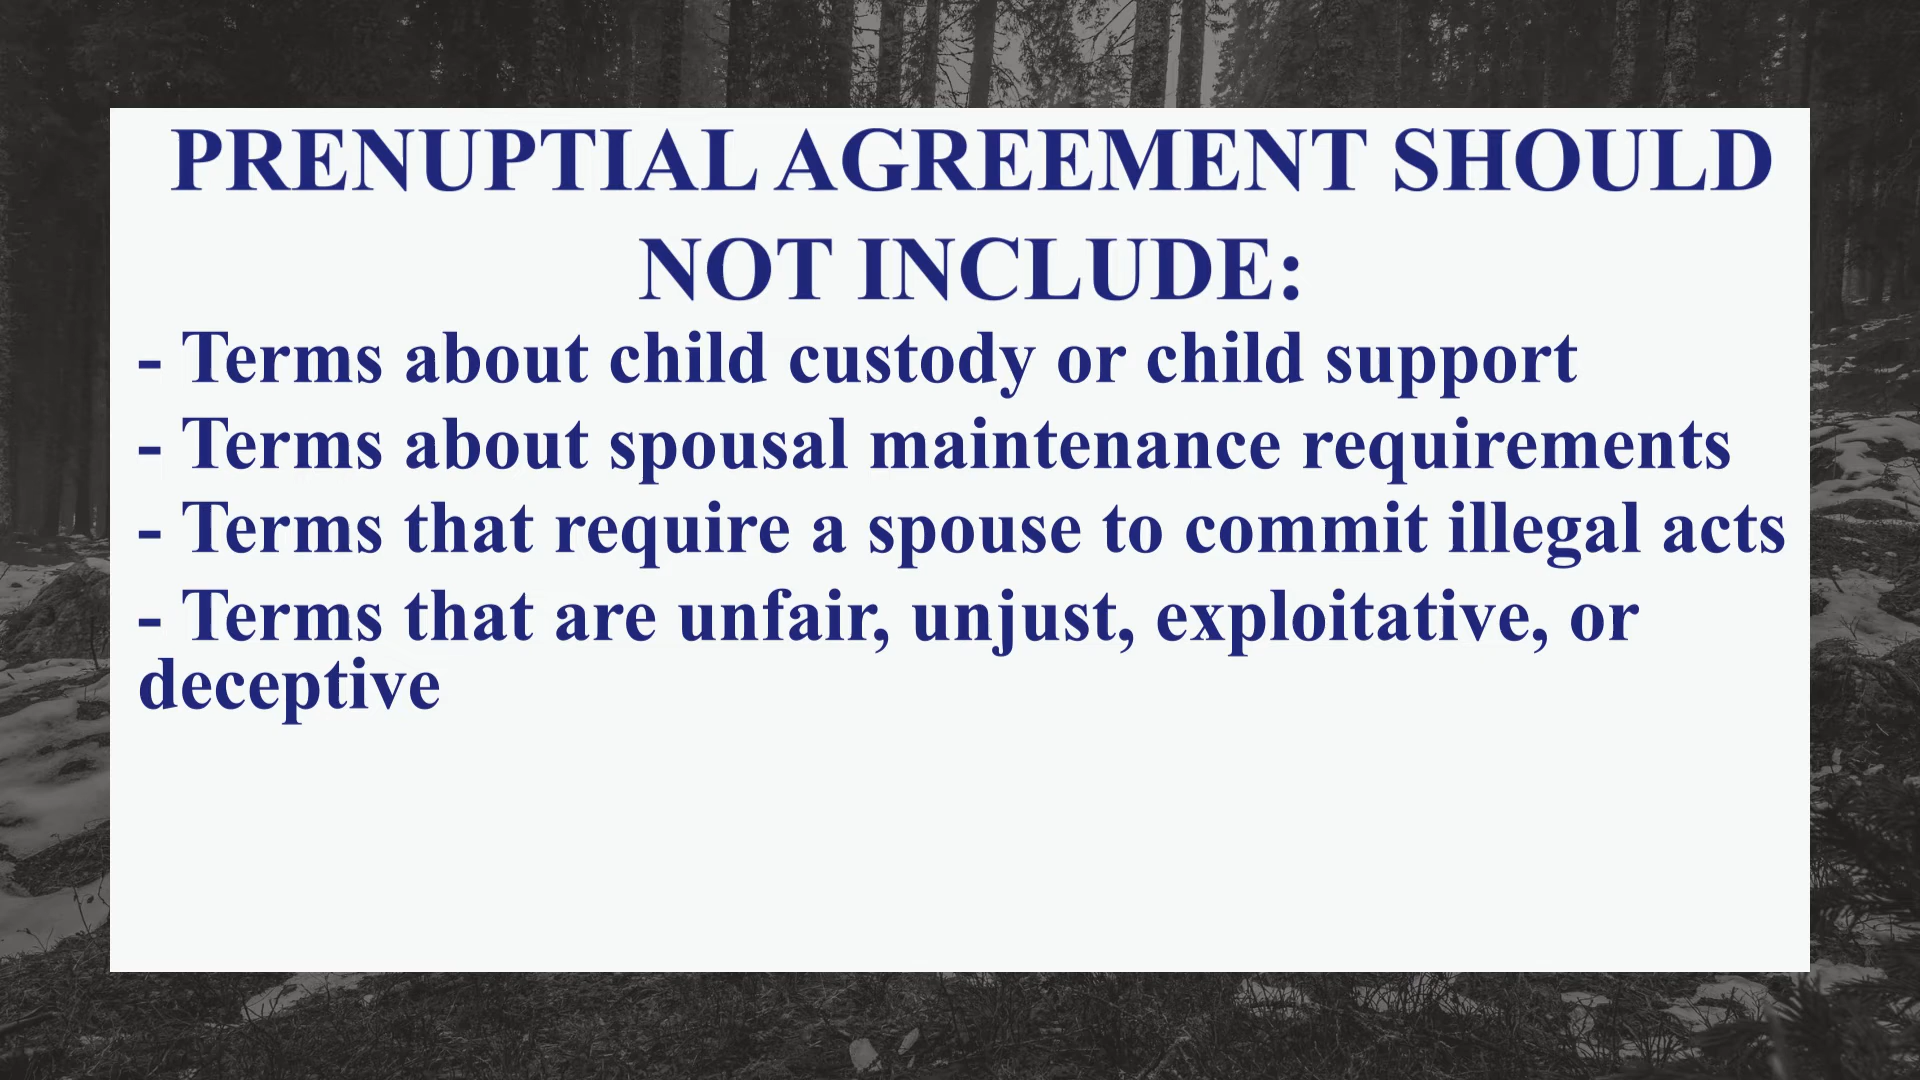 PRENUPTIAL AGREEMENT SHOULD
NOT INCLUDE:
- Terms about child custody or child support
- Terms about spousal maintenance requirements
- Terms that require a spouse to commit illegal acts
- Terms that are unfair, unjust, exploitative, or
deceptive